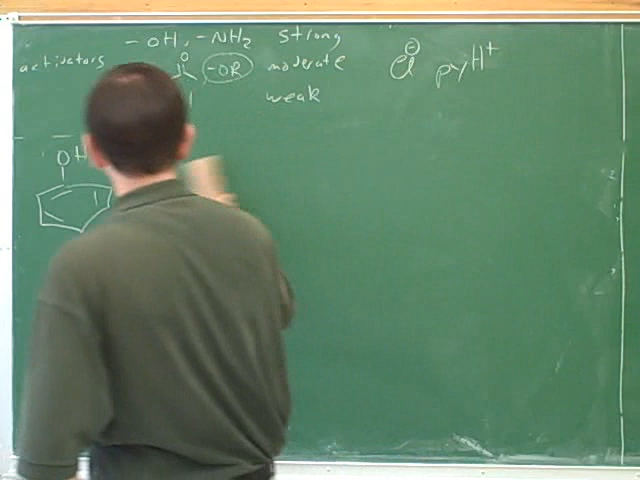 -OH, -NH2 strong
activators O -OR moderate
weak
Cl⊖ pyH+
OH